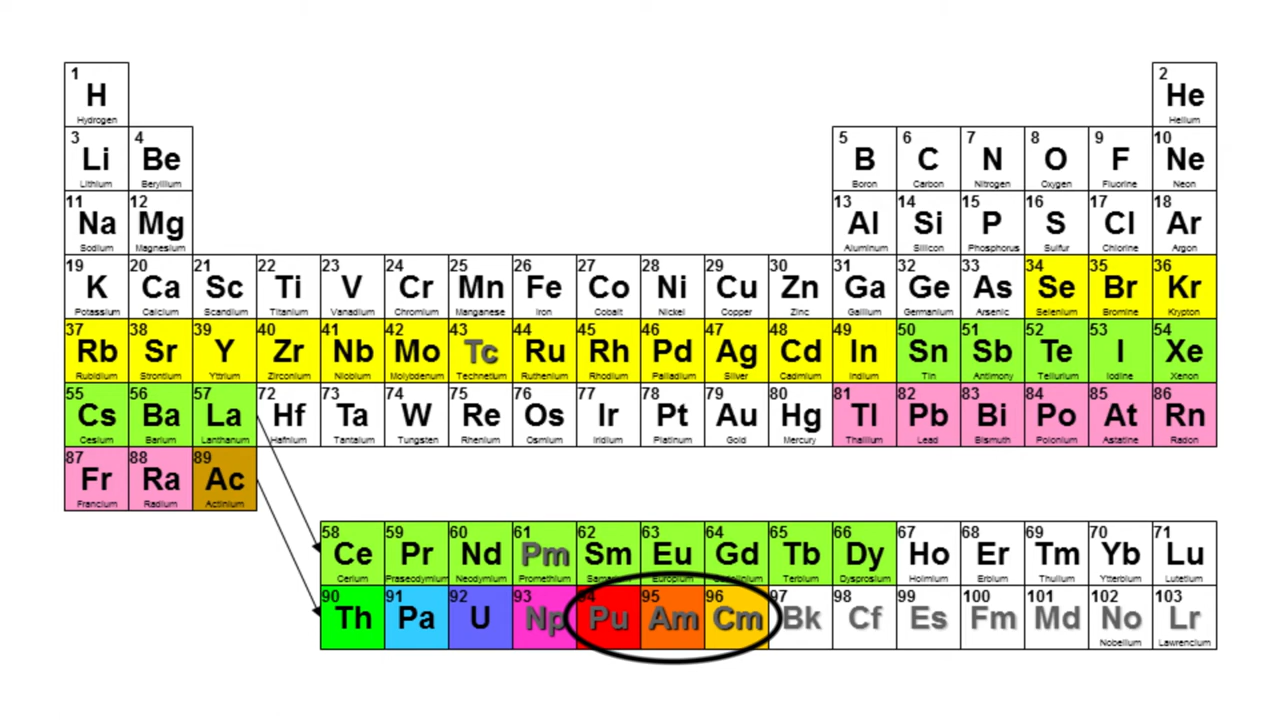 1 2
H He
Hydrogen Helium
3 4 5 6 7 8 9 10
Li Be B C N O F Ne
Lithium Beryllium Boron Carbon Nitrogen Oxygen Fluorine Neon
11 12 13 14 15 16 17 18
Na Mg Al Si P S Cl Ar
Sodium Magnesium Aluminum Silicon Phosphorus Sulfur Chlorine Argon
19 20 21 22 23 24 25 26 27 28 29 30 31 32 33 34 35 36
K Ca Sc Ti V Cr Mn Fe Co Ni Cu Zn Ga Ge As Se Br Kr
Potassium Calcium Scandium Titanium Vanadium Chromium Manganese Iron Cobalt Nickel Copper Zinc Gallium Germanium Arsenic Selenium Bromine Krypton
37 38 39 40 41 42 43 44 45 46 47 48 49 50 51 52 53 54
Rb Sr Y Zr Nb Mo Tc Ru Rh Pd Ag Cd In Sn Sb Te I Xe
Rubidium Strontium Yttrium Zirconium Niobium Molybdenum Technetium Ruthenium Rhodium Palladium Silver Cadmium Indium Tin Antimony Tellurium Iodine Xenon
55 56 57 72 73 74 75 76 77 78 79 80 81 82 83 84 85 86
Cs Ba La Hf Ta W Re Os Ir Pt Au Hg Tl Pb Bi Po At Rn
Cesium Barium Lanthanum Hafnium Tantalum Tungsten Rhenium Osmium Iridium Platinum Gold Mercury Thallium Lead Bismuth Polonium Astatine Radon
87 88 89
Fr Ra Ac
Francium Radium Actinium
58 59 60 61 62 63 64 65 66 67 68 69 70 71
Ce Pr Nd Pm Sm Eu Gd Tb Dy Ho Er Tm Yb Lu
Cerium Praseodymium Neodymium Promethium Samarium Europium Gadolinium Terbium Dysprosium Holmium Erbium Thulium Ytterbium Lutetium
90 91 92 93 94 95 96 97 98 99 100 101 102 103
Th Pa U Np Pu Am Cm Bk Cf Es Fm Md No Lr
Nobelium Lawrencium